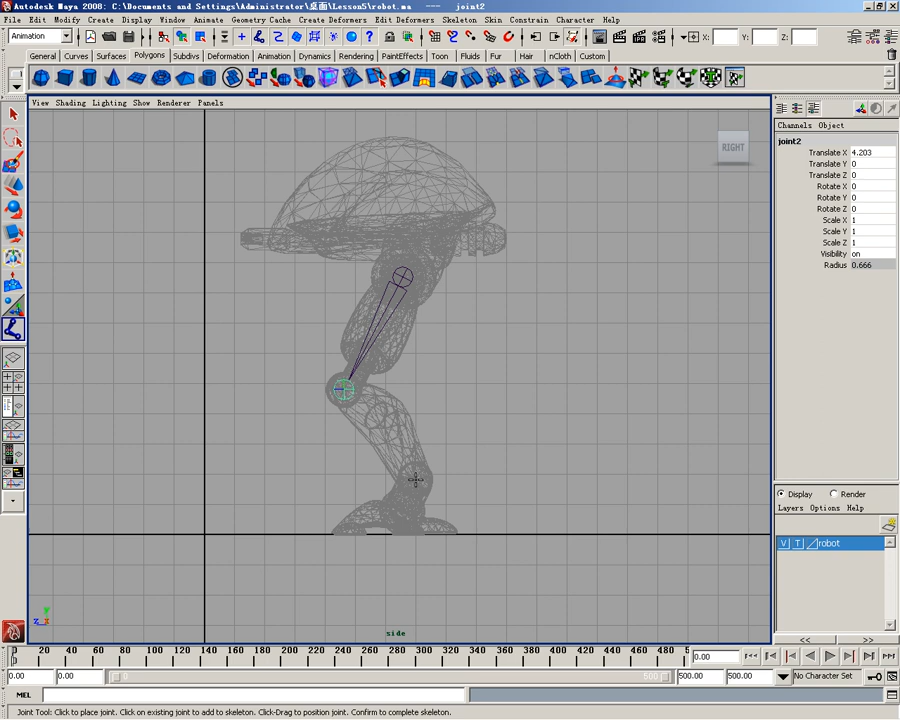 Autodesk Maya 2008: C:\Documents and Settings\Administrator\桌面\Lesson5\robot.ma --- joint2
File Edit Modify Create Display Window Animate Geometry Cache Create Deformers Edit Deformers Skeleton Skin Constrain Character Help
Animation X: Y: Z:
General Curves Surfaces Polygons Subdivs Deformation Animation Dynamics Rendering PaintEffects Toon Fluids Fur Hair nCloth Custom
View Shading Lighting Show Renderer Panels
RIGHT
side
Channels Object
joint2
Translate X 4.203
Translate Y 0
Translate Z 0
Rotate X 0
Rotate Y 0
Rotate Z 0
Scale X 1
Scale Y 1
Scale Z 1
Visibility on
Radius 0.666
Display Render
Layers Options Help
V T robot
<< >>
20 40 60 80 100 120 140 160 180 200 220 240 260 280 300 320 340 360 380 400 420 440 460 480 5 0.00
0.00 0.00 500 500.00 500.00 No Character Set
MEL
Joint Tool: Click to place joint. Click on existing joint to add to skeleton. Click-Drag to position joint. Confirm to complete skeleton.